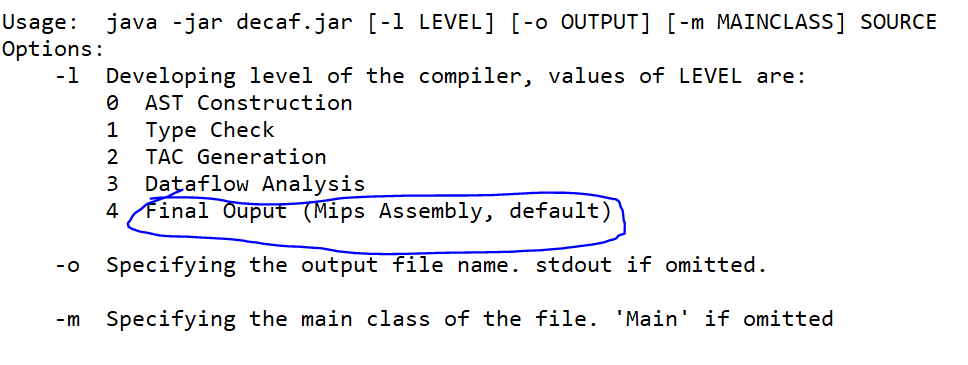 Usage:  java -jar decaf.jar [-l LEVEL] [-o OUTPUT] [-m MAINCLASS] SOURCE
Options:
    -l  Developing level of the compiler, values of LEVEL are:
        0  AST Construction
        1  Type Check
        2  TAC Generation
        3  Dataflow Analysis
        4  Final Ouput (Mips Assembly, default)
    -o  Specifying the output file name. stdout if omitted.
    -m  Specifying the main class of the file. 'Main' if omitted